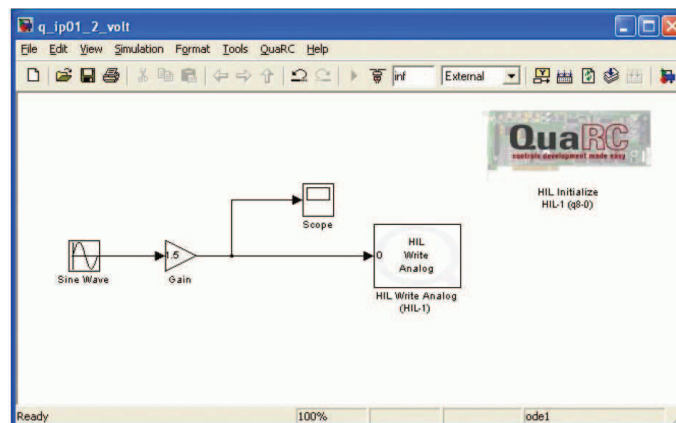 q_ip01_2_volt
File Edit View Simulation Format Tools QuaRC Help
inf External
QuaRC
controls development made easy
HIL Initialize
HIL-1 (q8-0)
Scope
1.5
0
HIL
Write
Analog
Sine Wave
Gain
HIL Write Analog
(HIL-1)
Ready 100% ode1